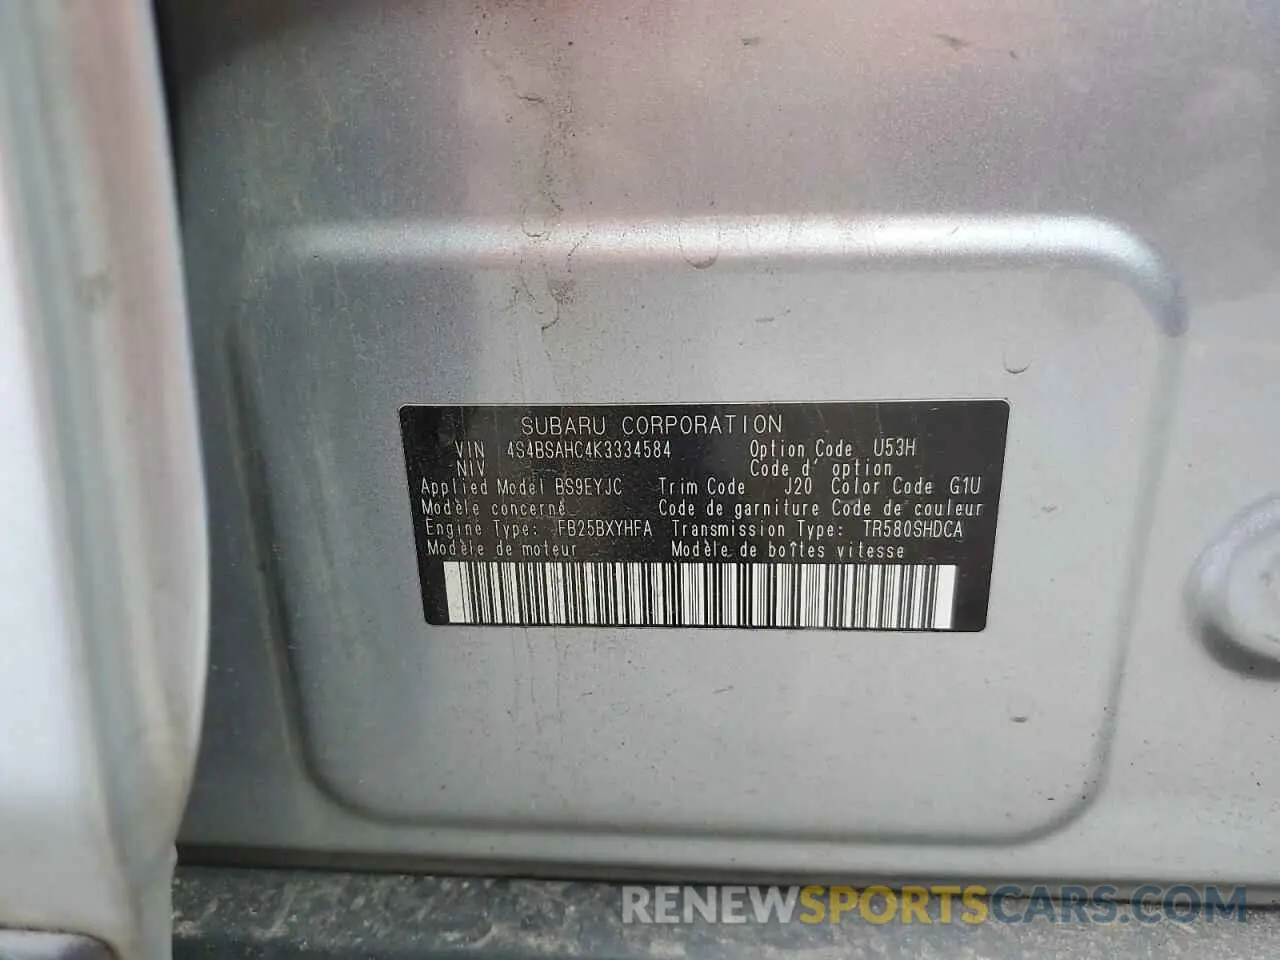 SUBARU CORPORATION
VIN 4S4BSAHC4K3334584 Option Code U53H
NIV Code d' option
Applied Model BS9EYJC Trim Code J20 Color Code G1U
Modèle concerné Code de garniture Code de couleur
Engine Type: FB25BXYHFA Transmission Type: TR580SHDCA
Modèle de moteur Modèle de boîtes vitesse
RENEWSPORTSCARS.COM